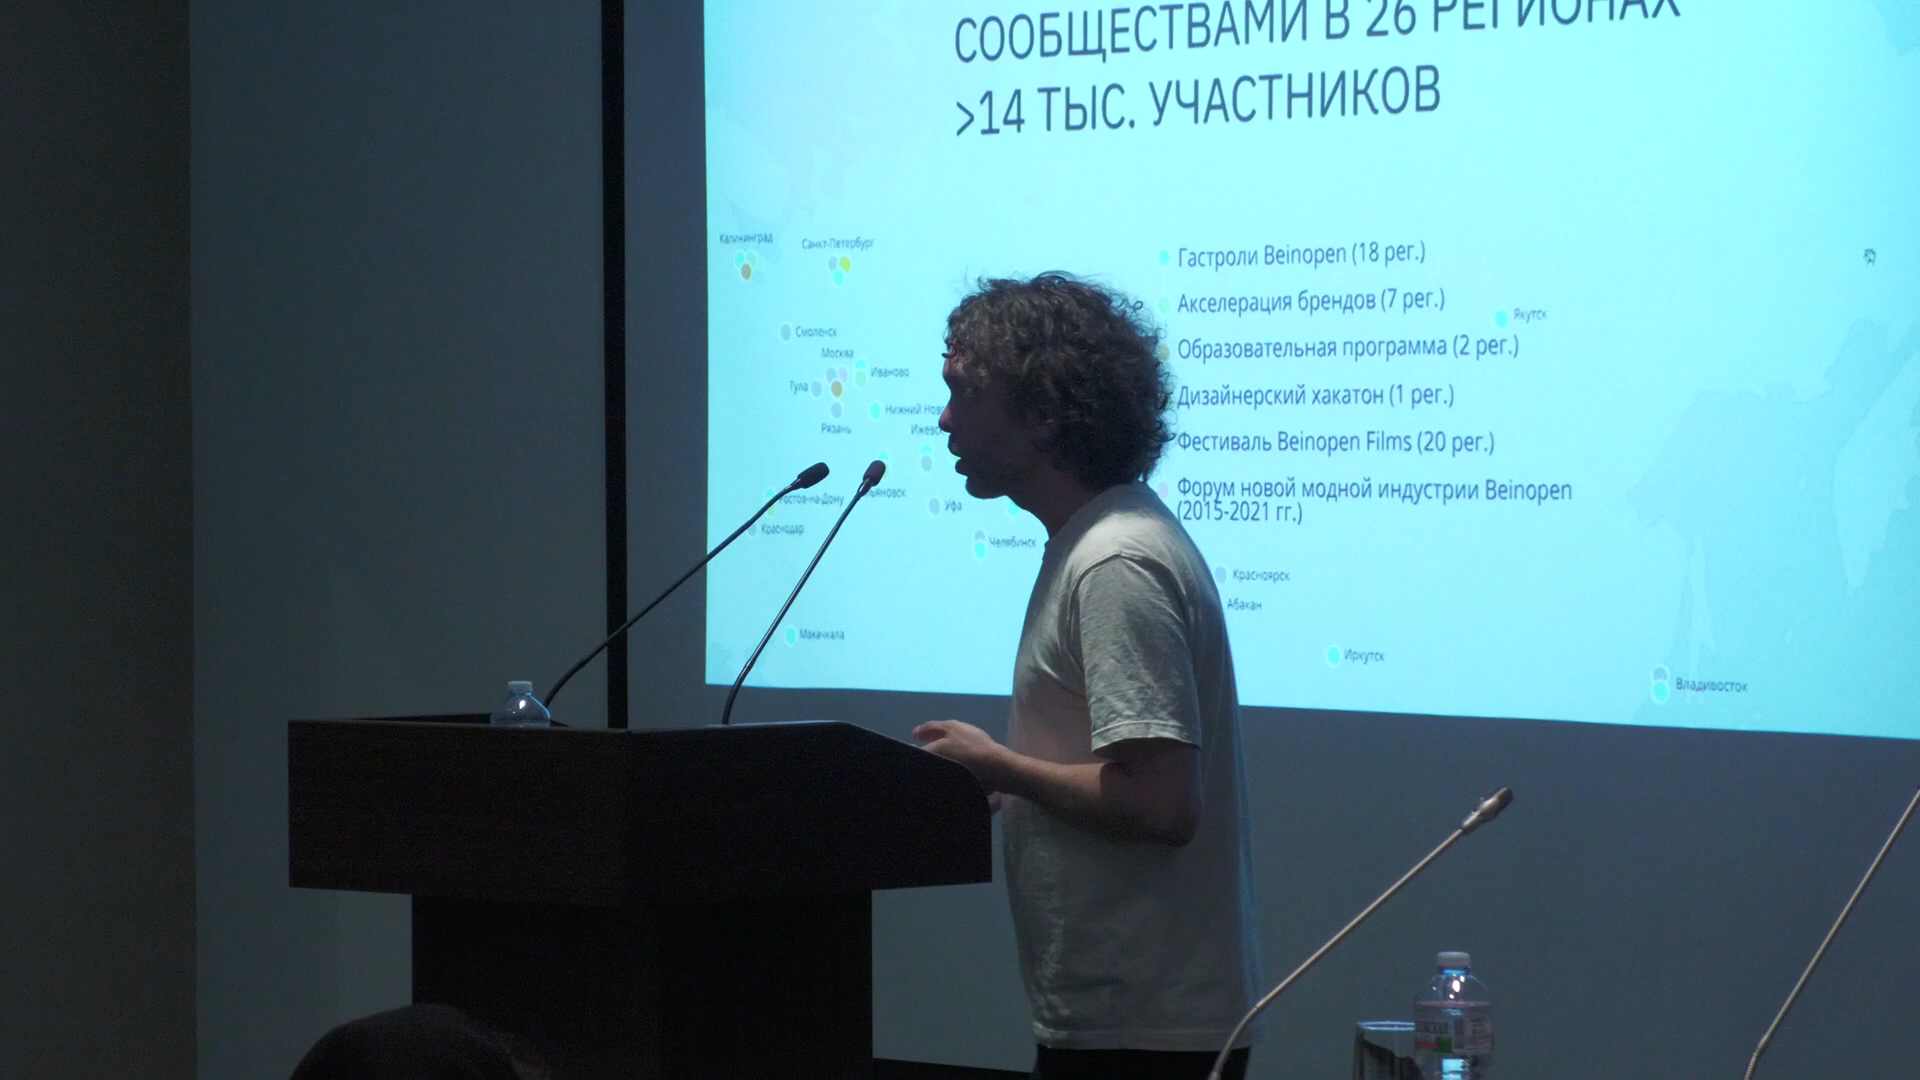 СООБЩЕСТВАМИ В 26 РЕГИОНАХ
>14 ТЫС. УЧАСТНИКОВ
Калининград
Санкт-Петербург
Гастроли Beinopen (18 рег.)
Акселерация брендов (7 рег.)
Якутск
Смоленск
Москва
Образовательная программа (2 рег.)
Иваново
Тула
Дизайнерский хакатон (1 рег.)
Нижний
Рязань
Фестиваль Beinopen Films (20 рег.)
Форум новой модной индустрии Beinopen
(2015-2021 гг.)
Уфа
Краснодар
Челябинск
Красноярск
Абакан
Махачкала
Иркутск
Владивосток